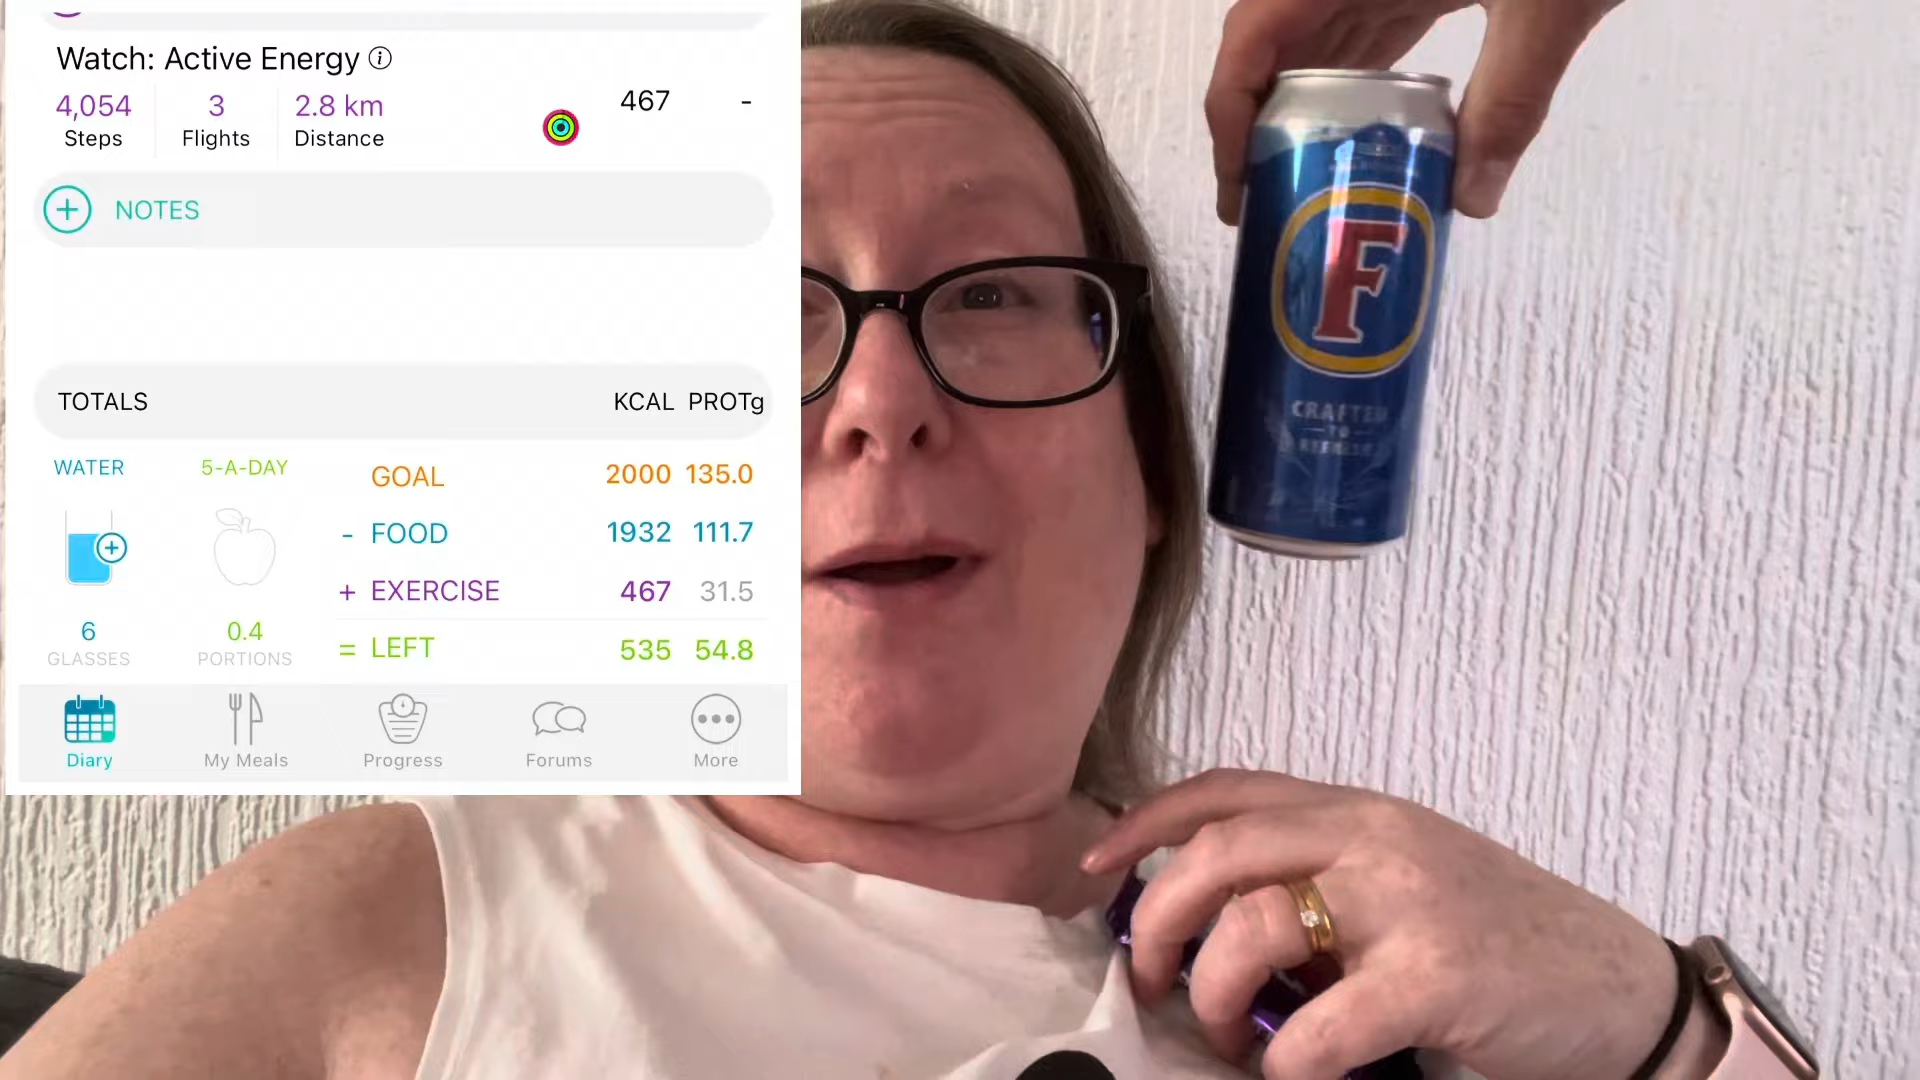 Watch: Active Energy
4,054 3 2.8 km 467 -
Steps Flights Distance
NOTES
TOTALS KCAL PROTg
WATER 5-A-DAY
GOAL 2000 135.0
- FOOD 1932 111.7
+ EXERCISE 467 31.5
= LEFT 535 54.8
6 0.4
GLASSES PORTIONS
Diary My Meals Progress Forums More
F
CRAFTED
TO